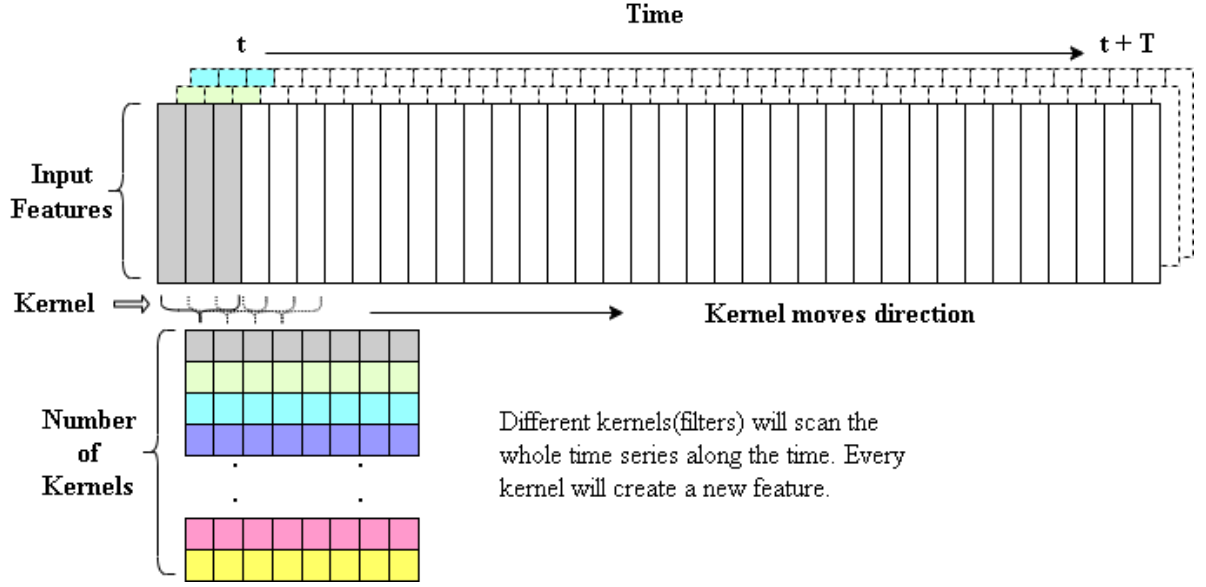 Time
t
t + T
Input
Features
Kernel
Kernel moves direction
Number
of
Kernels
Different kernels(filters) will scan the
whole time series along the time. Every
kernel will create a new feature.